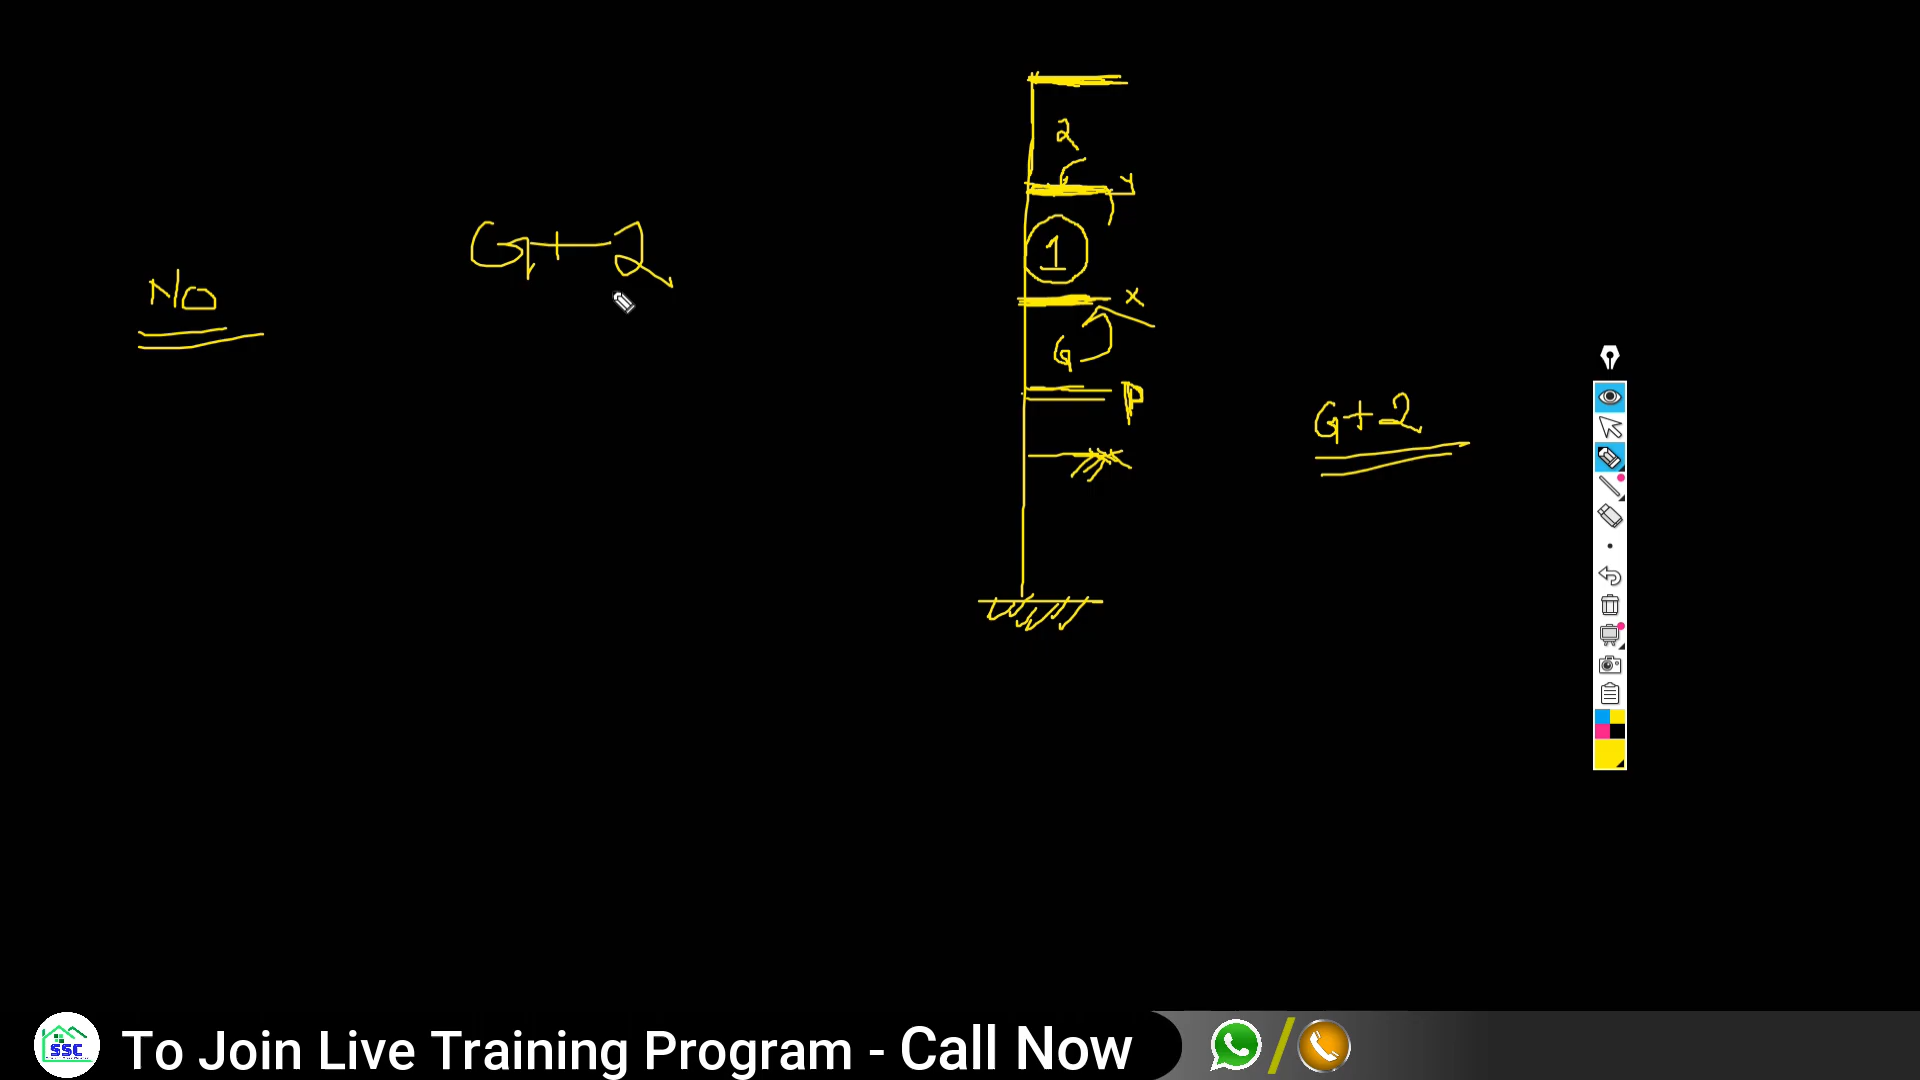 NO
G+2
2
y
1
x
G
P
G+2
SSC
To Join Live Training Program - Call Now